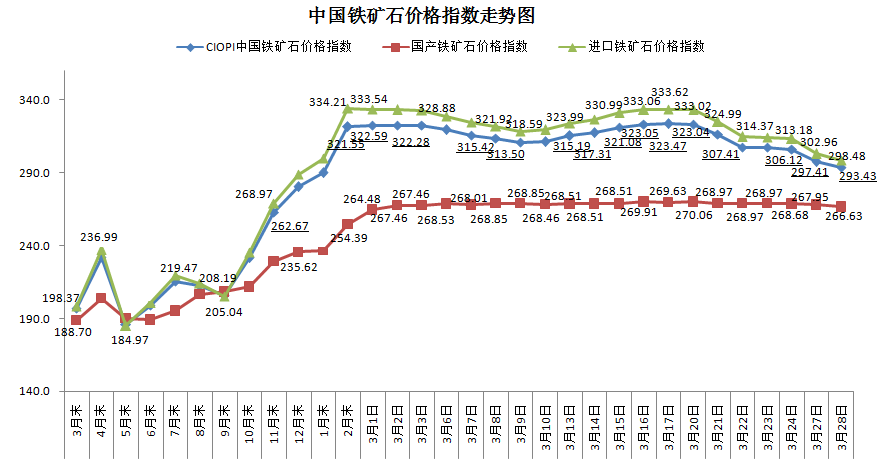 中国铁矿石价格指数走势图
CIOPI中国铁矿石价格指数 国产铁矿石价格指数 进口铁矿石价格指数
340.0
290.0
240.0
190.0
140.0
334.21 333.54 328.88 321.92 318.59 323.99 330.99 333.06 333.62 333.02 324.99 314.37 313.18 302.96 298.48
321.55 322.59 322.28 315.42 313.50 315.19 317.31 321.08 323.05 323.47 323.04 307.41 306.12 297.41 293.43
198.37 236.99 184.97 219.47 208.19 205.04 268.97 262.67
188.70 235.62 254.39 264.48 267.46 267.46 268.53 268.01 268.85 268.85 268.46 268.51 268.51 268.51 269.91 269.63 270.06 268.97 268.97 268.97 268.68 267.95 266.63
3月末 4月末 5月末 6月末 7月末 8月末 9月末 10月末 11月末 12月末 1月末 2月末 3月1日 3月2日 3月3日 3月6日 3月7日 3月8日 3月9日 3月10日 3月13日 3月14日 3月15日 3月16日 3月17日 3月20日 3月21日 3月22日 3月23日 3月24日 3月27日 3月28日